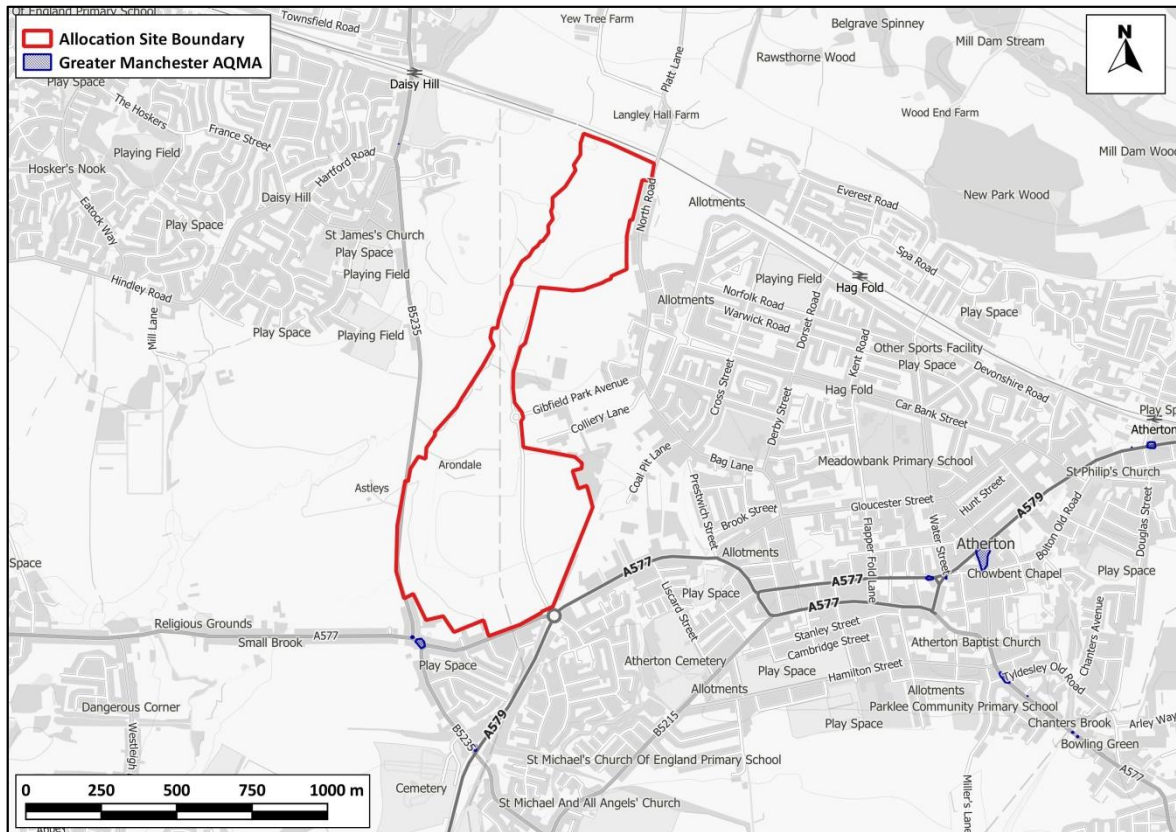 Of England Primary School
Townsfield Road
Yew Tree Farm
Belgrave Spinney
Allocation Site Boundary
Greater Manchester AQMA
N
Platt Lane
Rawsthorne Wood
Mill Dam Stream
Play Space
Daisy Hill
The Hoskers
France Street
Langley Hall Farm
Wood End Farm
Playing Field
Hartford Road
Mill Dam Wood
Hosker's Nook
Daisy Hill
New Park Wood
Eatock Way
Play Space
North Road
Allotments
Everest Road
St James's Church
Play Space
Playing Field
Spa Road
Hindley Road
Playing Field
Hag Fold
Mill Lane
Play Space
Playing Field
B5235
Allotments
Norfolk Road
Warwick Road
Dorset Road
Kent Road
Other Sports Facility
Play Space
Devonshire Road
Gibfield Park Avenue
Colliery Lane
Cross Street
Derby Street
Hag Fold
Car Bank Street
Play Sp
Atherton
Arondale
Astleys
Coal Pit Lane
Bag Lane
Meadowbank Primary School
St Philip's Church
Prestwich Street
Brook Street
Gloucester Street
Hunt Street
A579
Bolton Old Road
Douglas Street
Space
A577
Allotments
Flapper Fold Lane
Water Street
Atherton
Chowbent Chapel
Play Space
Religious Grounds
Small Brook
A577
Liscard Street
Play Space
A577
A577
Stanley Street
Cambridge Street
Atherton Baptist Church
Chanters Avenue
Play Space
Atherton Cemetery
Play Space
Hamilton Street
Tyldesley Old Road
Allotments
Allotments
Parklee Community Primary School
Dangerous Corner
Westleigh
B5235
A579
B5215
Play Space
Chanters Brook
Arley Way
Bowling Green
A577
St Michael's Church Of England Primary School
0 250 500 750 1000 m
Cemetery
St Michael And All Angels' Church
Miller's Lane